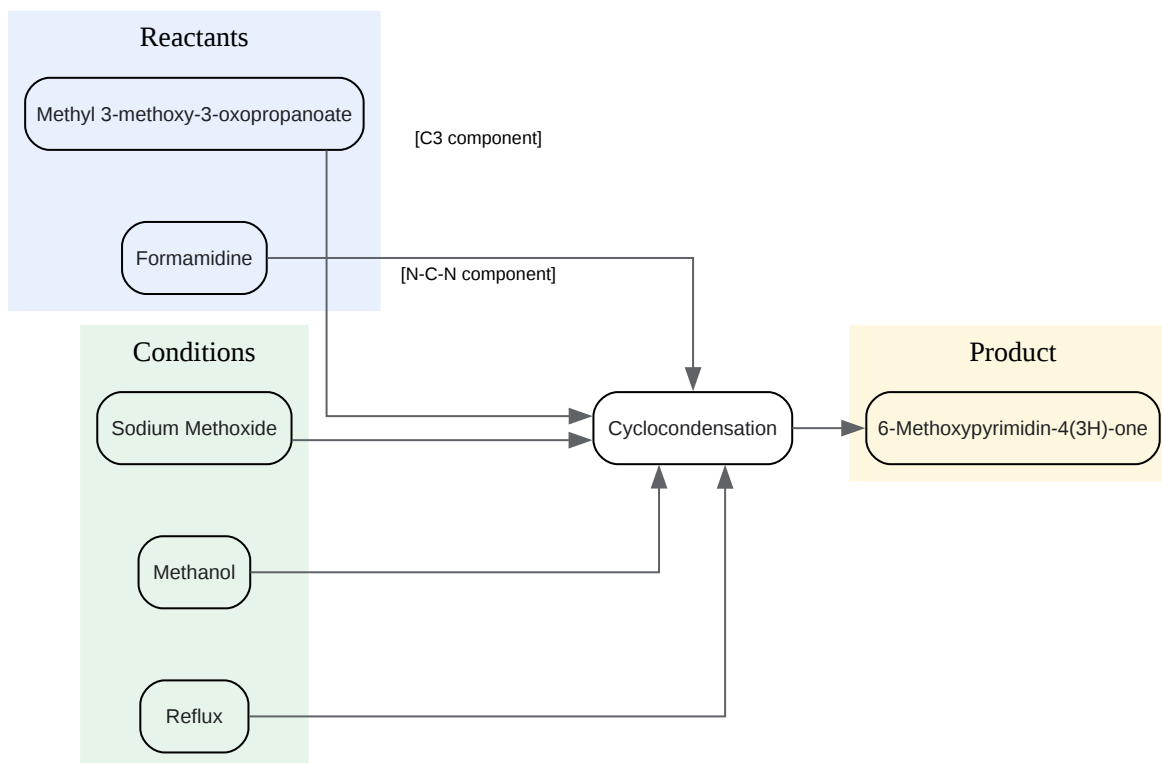 Reactants
Methyl 3-methoxy-3-oxopropanoate
[C3 component]
Formamidine
[N-C-N component]
Conditions
Product
Sodium Methoxide
Cyclocondensation
6-Methoxypyrimidin-4(3H)-one
Methanol
Reflux